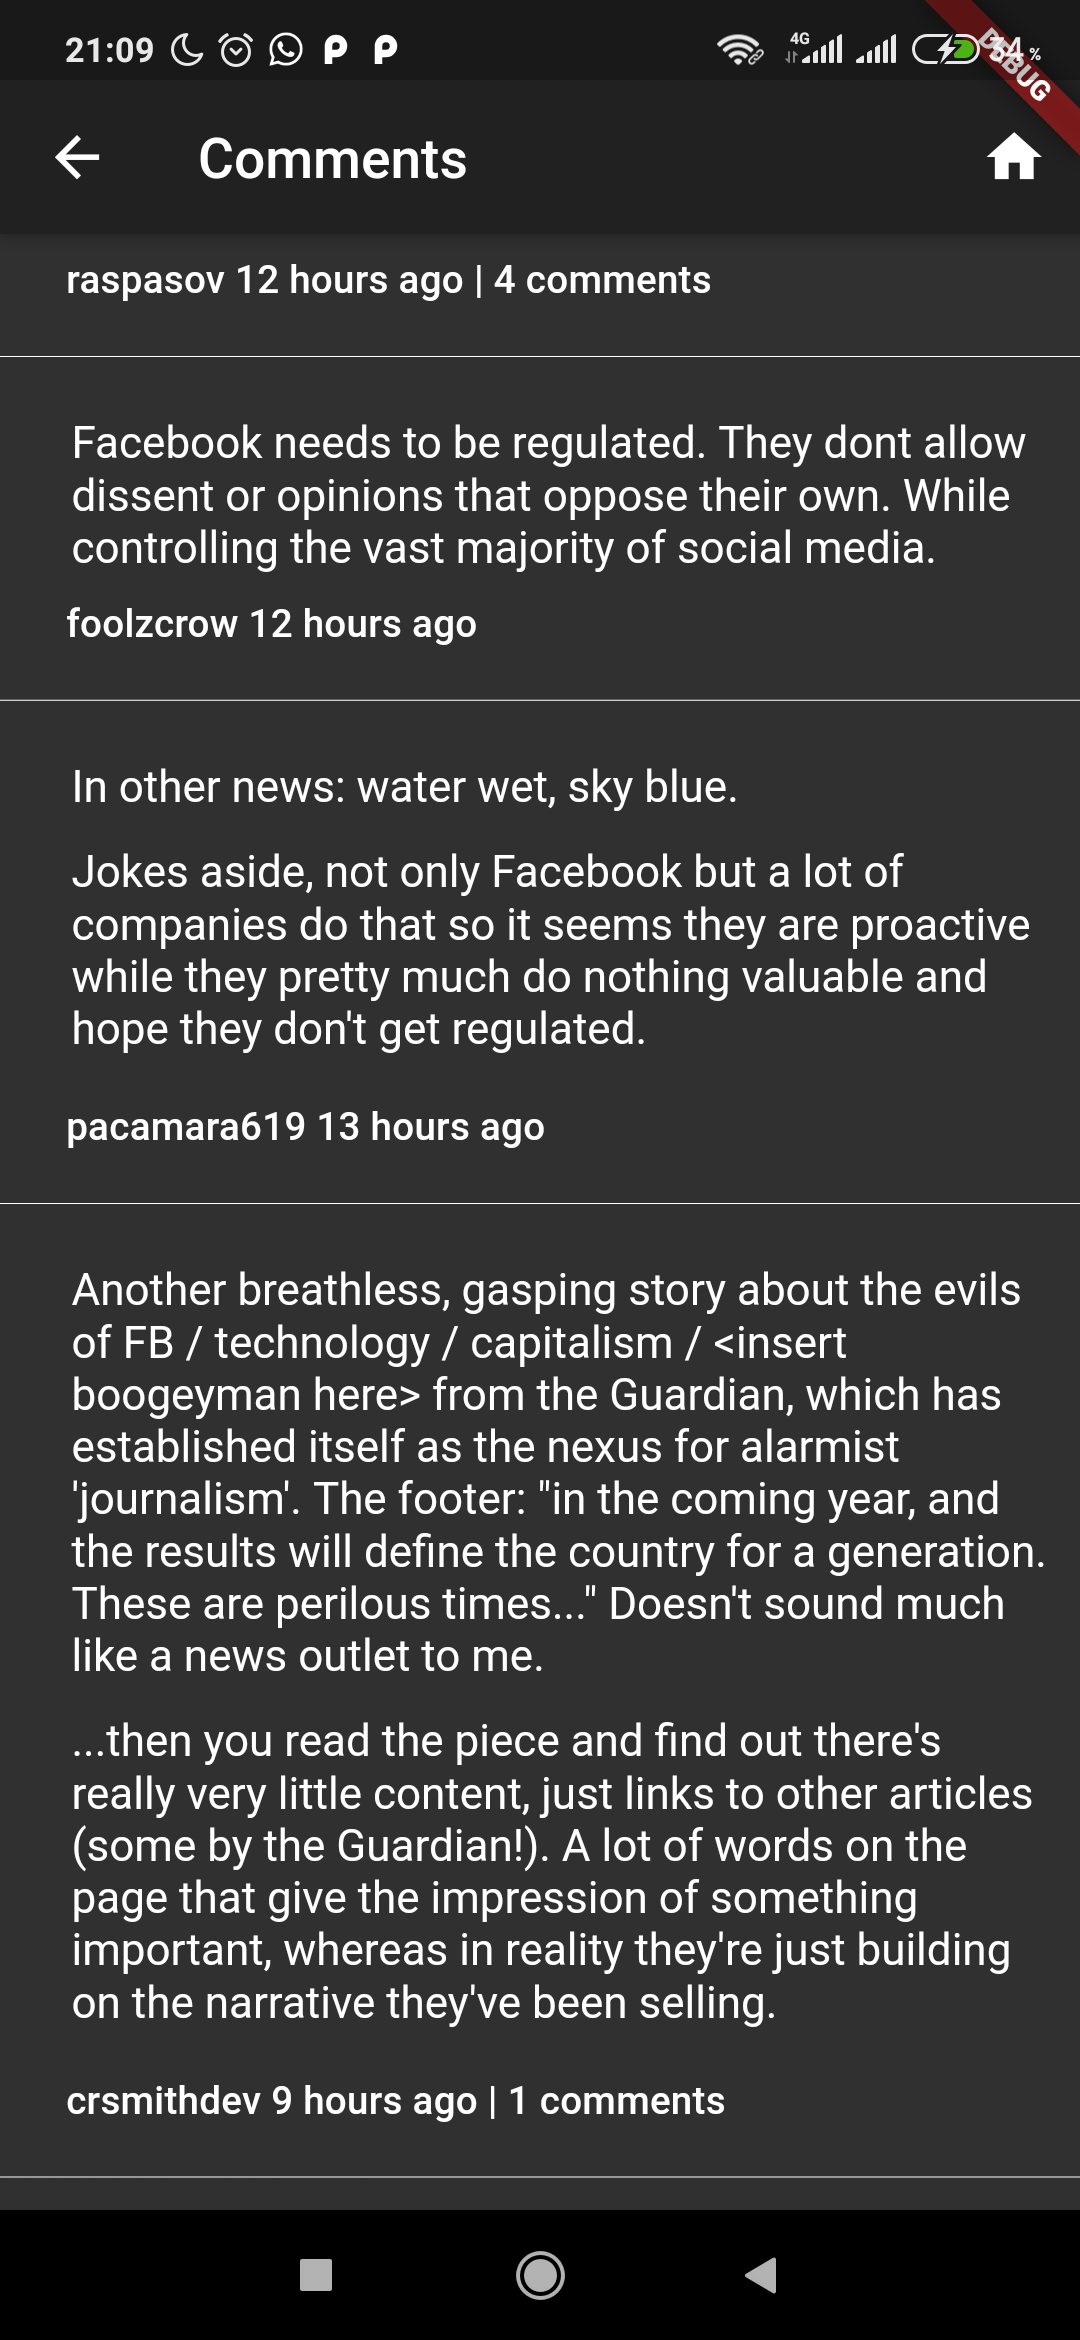 21:09
4G
34 %
DEBUG
Comments
raspasov 12 hours ago | 4 comments
Facebook needs to be regulated. They dont allow
dissent or opinions that oppose their own. While
controlling the vast majority of social media.
foolzcrow 12 hours ago
In other news: water wet, sky blue.
Jokes aside, not only Facebook but a lot of
companies do that so it seems they are proactive
while they pretty much do nothing valuable and
hope they don't get regulated.
pacamara619 13 hours ago
Another breathless, gasping story about the evils
of FB / technology / capitalism / <insert
boogeyman here> from the Guardian, which has
established itself as the nexus for alarmist
'journalism'. The footer: "in the coming year, and
the results will define the country for a generation.
These are perilous times..." Doesn't sound much
like a news outlet to me.
...then you read the piece and find out there's
really very little content, just links to other articles
(some by the Guardian!). A lot of words on the
page that give the impression of something
important, whereas in reality they're just building
on the narrative they've been selling.
crsmithdev 9 hours ago | 1 comments